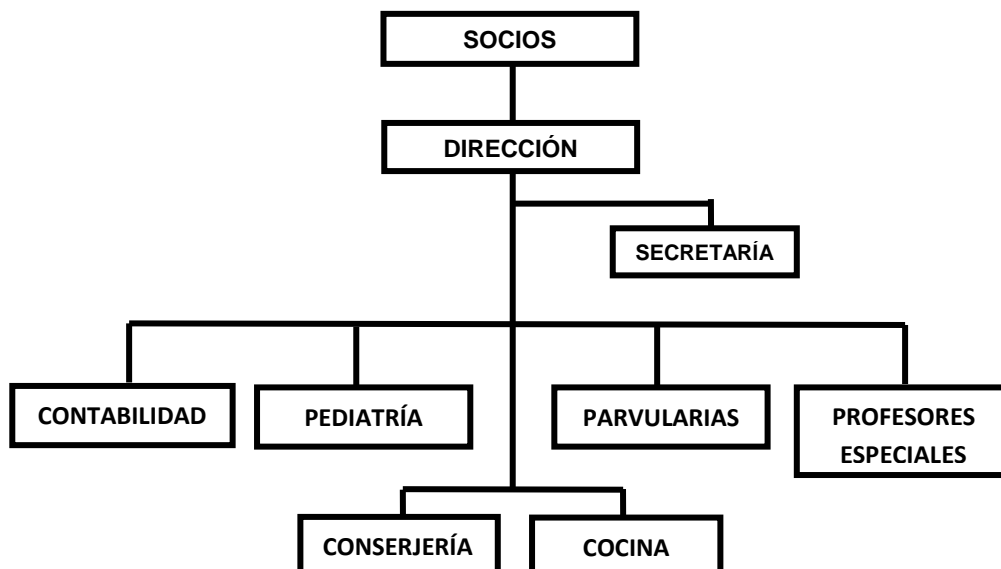 SOCIOS
DIRECCIÓN
SECRETARÍA
CONTABILIDAD
PEDIATRÍA
PARVULARIAS
PROFESORES
ESPECIALES
CONSERJERÍA
COCINA